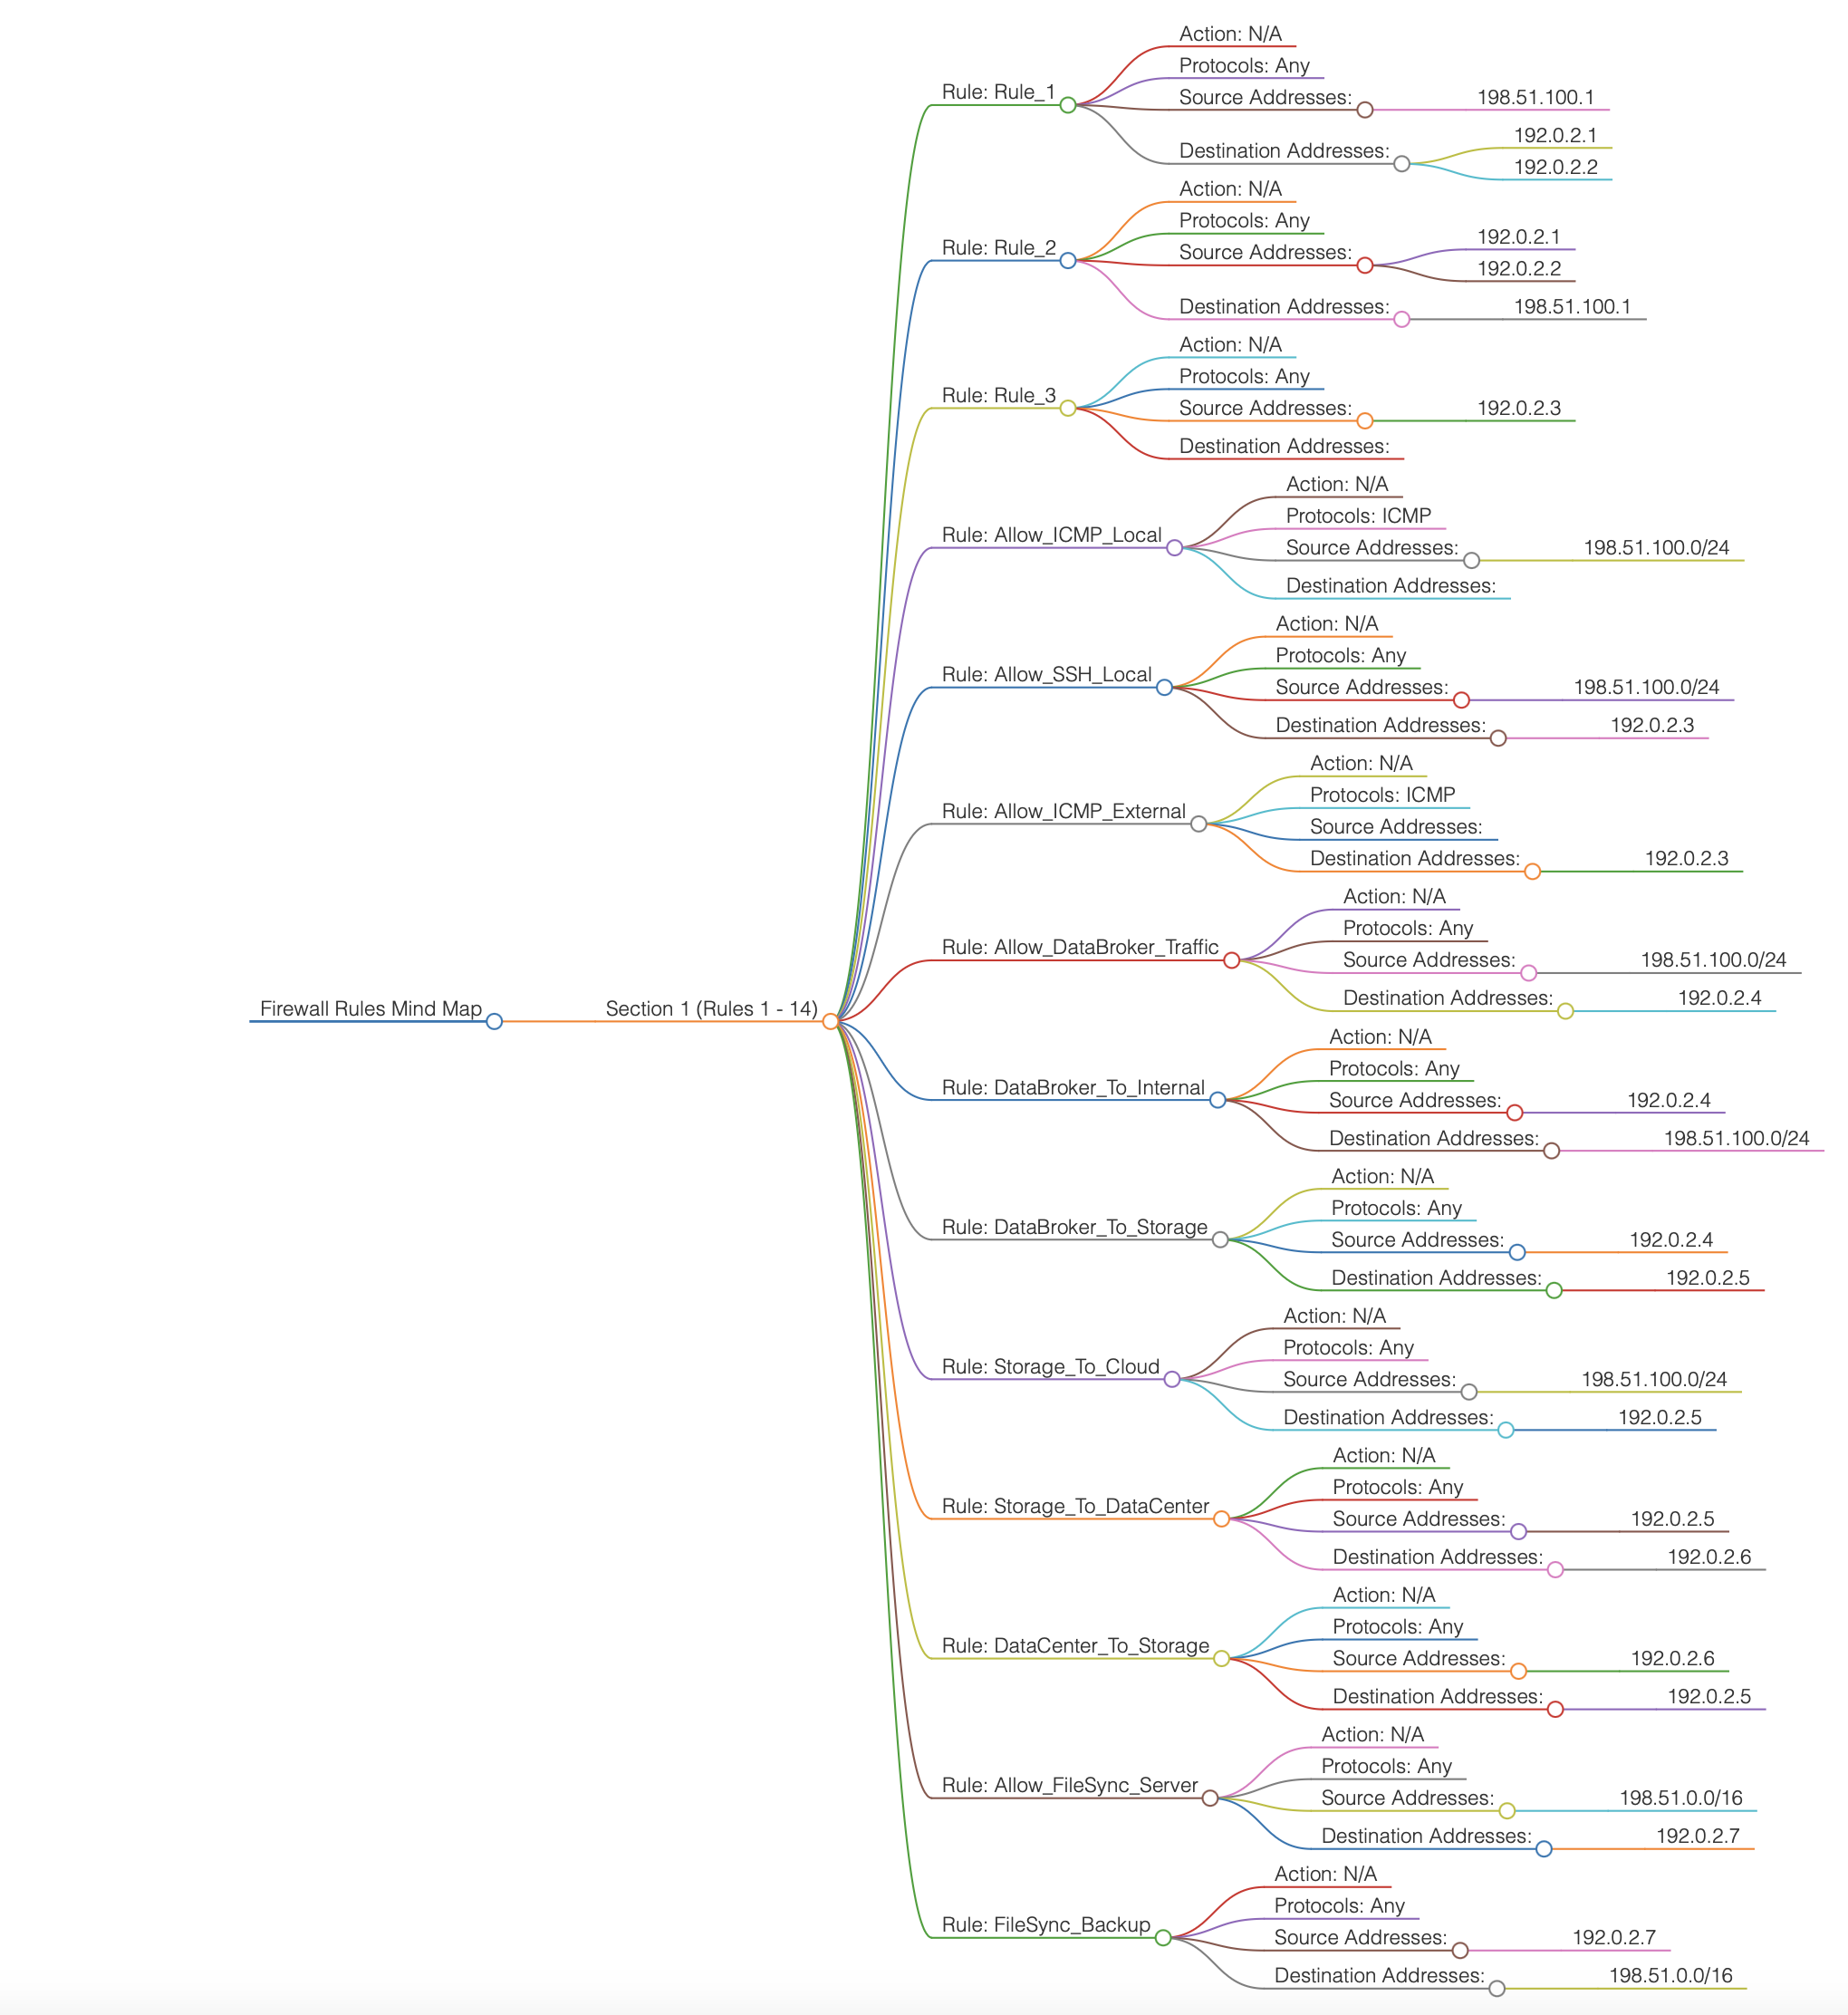 Firewall Rules Mind Map
Section 1 (Rules 1 - 14)
Rule: Rule_1
Action: N/A
Protocols: Any
Source Addresses:
198.51.100.1
Destination Addresses:
192.0.2.1
192.0.2.2
Rule: Rule_2
Action: N/A
Protocols: Any
Source Addresses:
192.0.2.1
192.0.2.2
Destination Addresses:
198.51.100.1
Rule: Rule_3
Action: N/A
Protocols: Any
Source Addresses:
192.0.2.3
Destination Addresses:
Rule: Allow_ICMP_Local
Action: N/A
Protocols: ICMP
Source Addresses:
198.51.100.0/24
Destination Addresses:
Rule: Allow_SSH_Local
Action: N/A
Protocols: Any
Source Addresses:
198.51.100.0/24
Destination Addresses:
192.0.2.3
Rule: Allow_ICMP_External
Action: N/A
Protocols: ICMP
Source Addresses:
Destination Addresses:
192.0.2.3
Rule: Allow_DataBroker_Traffic
Action: N/A
Protocols: Any
Source Addresses:
198.51.100.0/24
Destination Addresses:
192.0.2.4
Rule: DataBroker_To_Internal
Action: N/A
Protocols: Any
Source Addresses:
192.0.2.4
Destination Addresses:
198.51.100.0/24
Rule: DataBroker_To_Storage
Action: N/A
Protocols: Any
Source Addresses:
192.0.2.4
Destination Addresses:
192.0.2.5
Rule: Storage_To_Cloud
Action: N/A
Protocols: Any
Source Addresses:
198.51.100.0/24
Destination Addresses:
192.0.2.5
Rule: Storage_To_DataCenter
Action: N/A
Protocols: Any
Source Addresses:
192.0.2.5
Destination Addresses:
192.0.2.6
Rule: DataCenter_To_Storage
Action: N/A
Protocols: Any
Source Addresses:
192.0.2.6
Destination Addresses:
192.0.2.5
Rule: Allow_FileSync_Server
Action: N/A
Protocols: Any
Source Addresses:
198.51.0.0/16
Destination Addresses:
192.0.2.7
Rule: FileSync_Backup
Action: N/A
Protocols: Any
Source Addresses:
192.0.2.7
Destination Addresses:
198.51.0.0/16